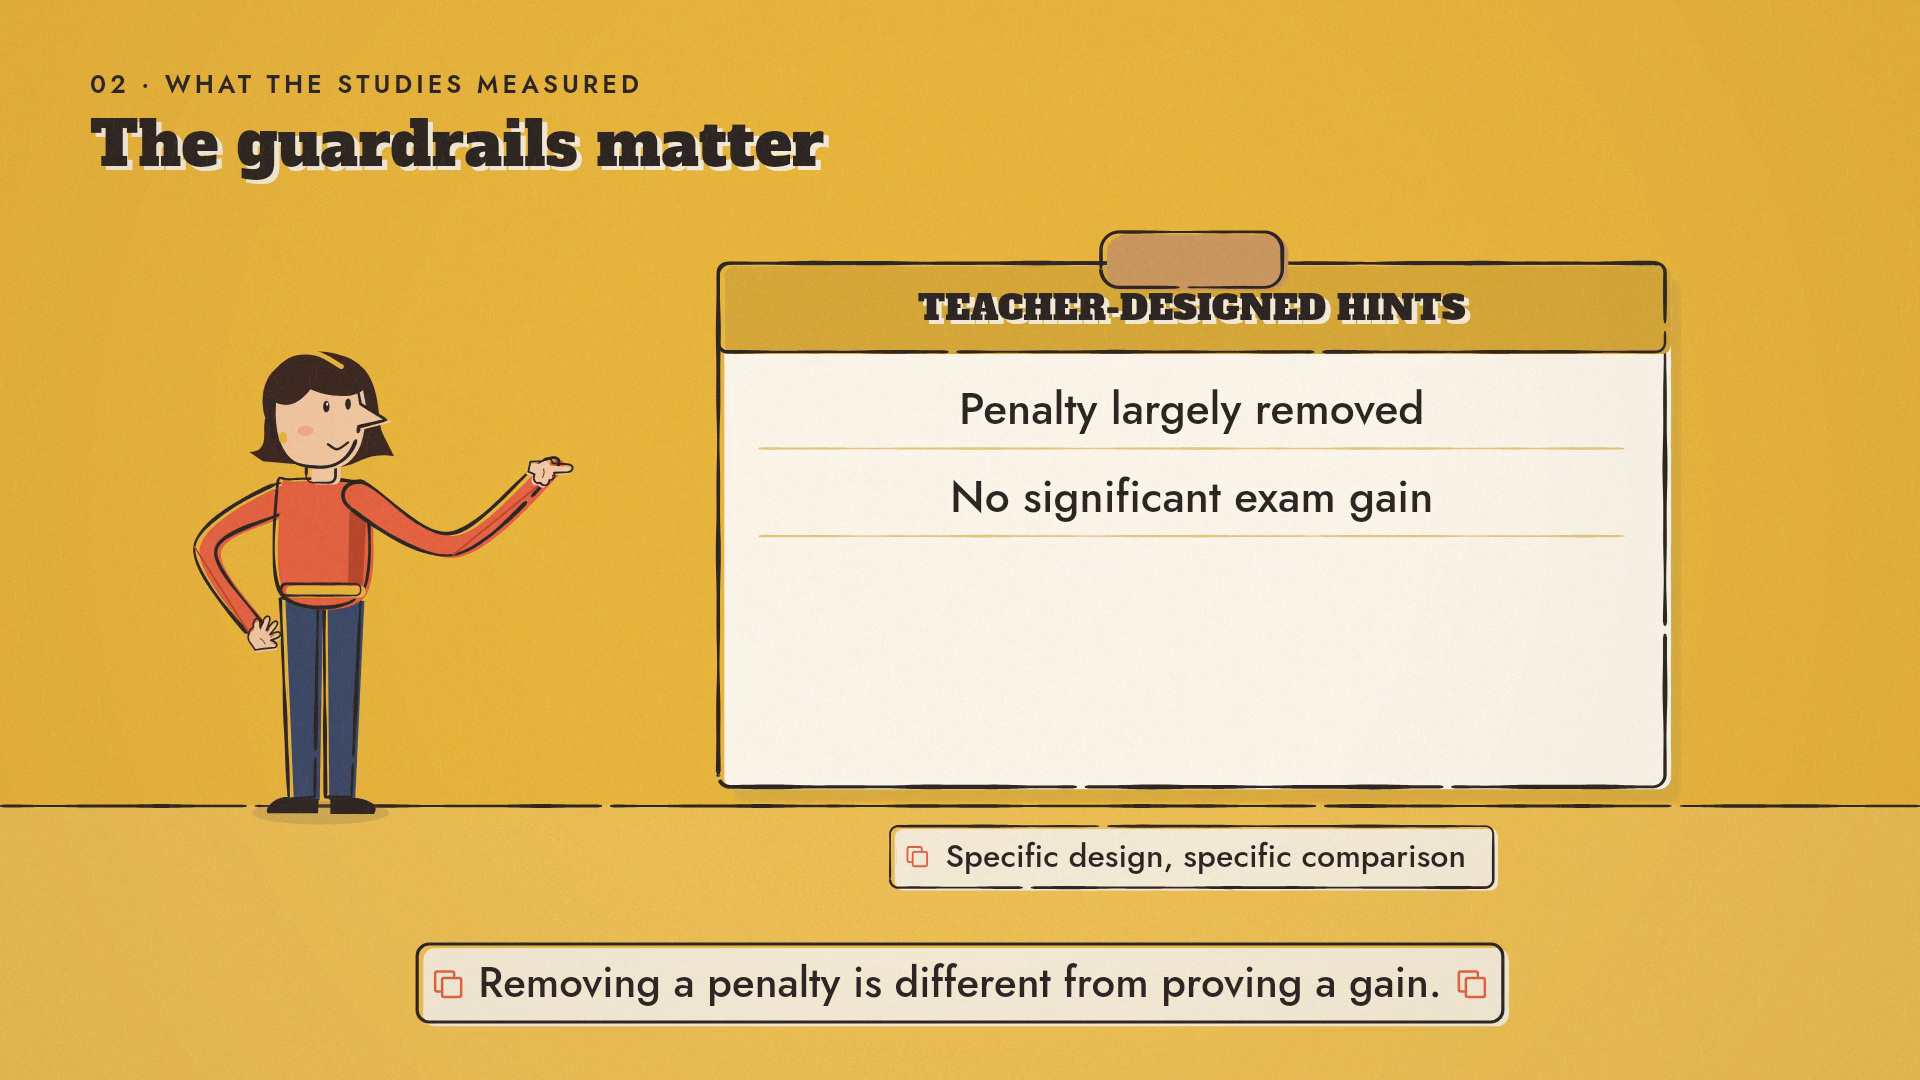 02 · WHAT THE STUDIES MEASURED
The guardrails matter
TEACHER-DESIGNED HINTS
Penalty largely removed
No significant exam gain
Specific design, specific comparison
Removing a penalty is different from proving a gain.